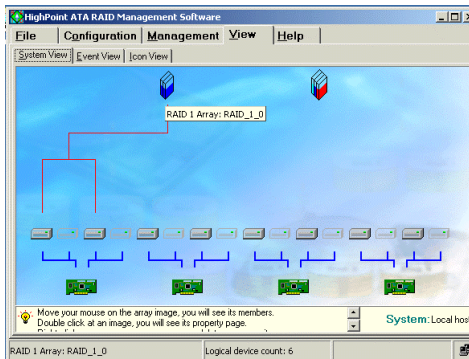 HighPoint ATA RAID Management Software
File Configuration Management View Help
System View Event View Icon View
RAID 1 Array: RAID_1_0
Move your mouse on the array image, you will see its members.
Double click at an image, you will see its property page.
System: Local host
RAID 1 Array: RAID_1_0 Logical device count: 6